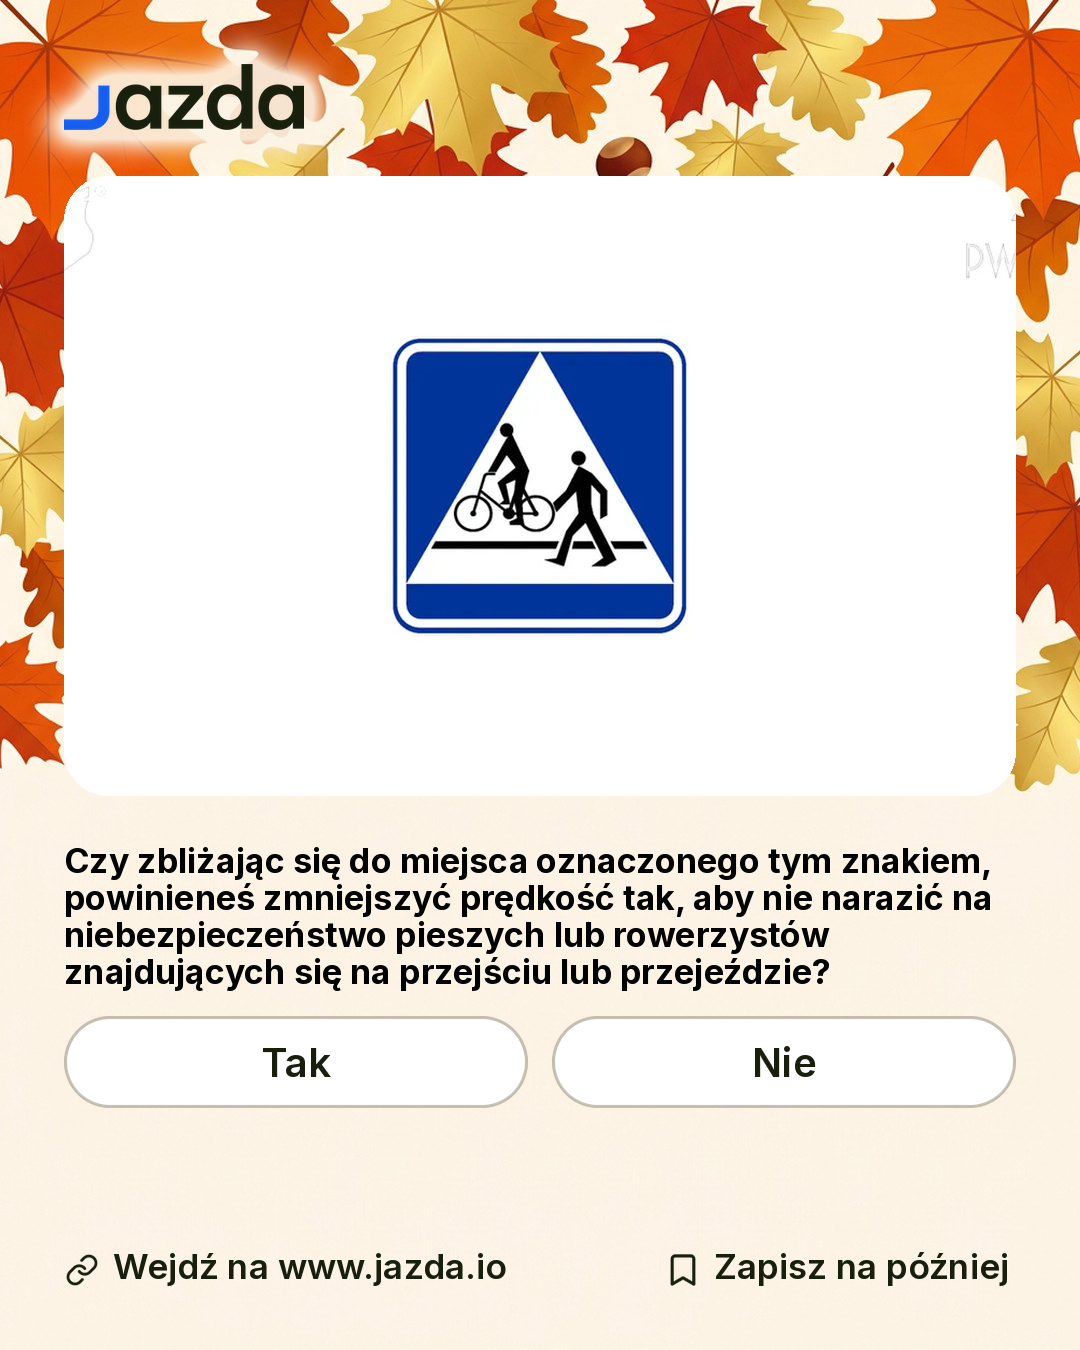 Jazda
PW
Czy zbliżając się do miejsca oznaczonego tym znakiem,
powinieneś zmniejszyć prędkość tak, aby nie narazić na
niebezpieczeństwo pieszych lub rowerzystów
znajdujących się na przejściu lub przejeździe?
Tak
Nie
Wejdź na www.jazda.io
Zapisz na później